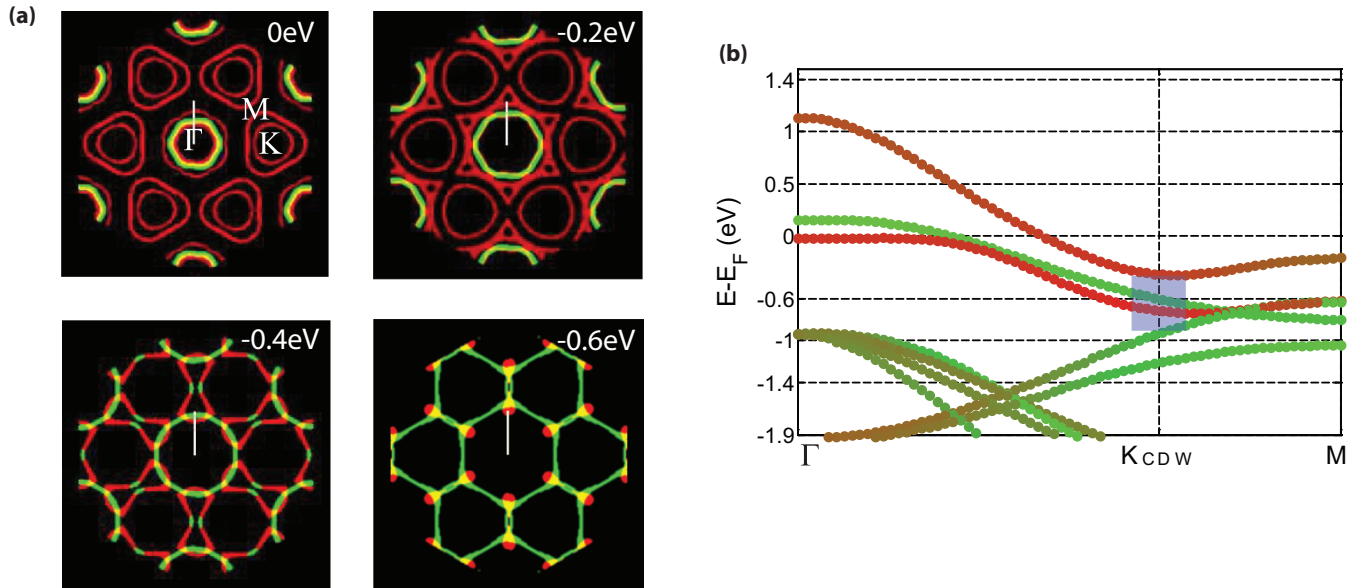 (a)
0eV
M
Γ
K
-0.2eV
-0.4eV
-0.6eV
(b)
E-E_F (eV)
1.4
1
0.5
0
-0.6
-1
-1.4
-1.9
Γ
K CDW
M